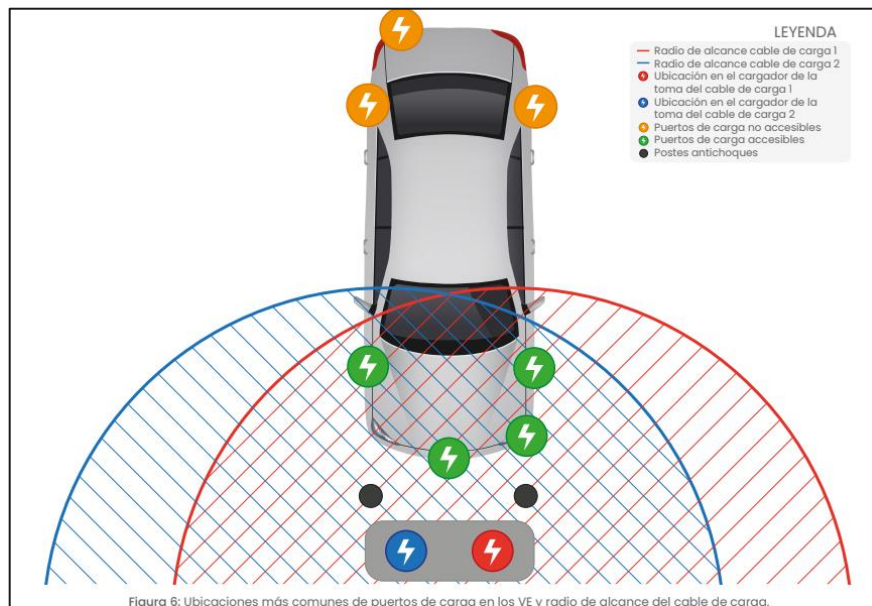 LEYENDA
Radio de alcance cable de carga 1
Radio de alcance cable de carga 2
Ubicación en el cargador de la
toma del cable de carga 1
Ubicación en el cargador de la
toma del cable de carga 2
Puertos de carga no accesibles
Puertos de carga accesibles
Postes antichoques
Figura 6: Ubicaciones más comunes de puertos de carga en los VE y radio de alcance del cable de carga.